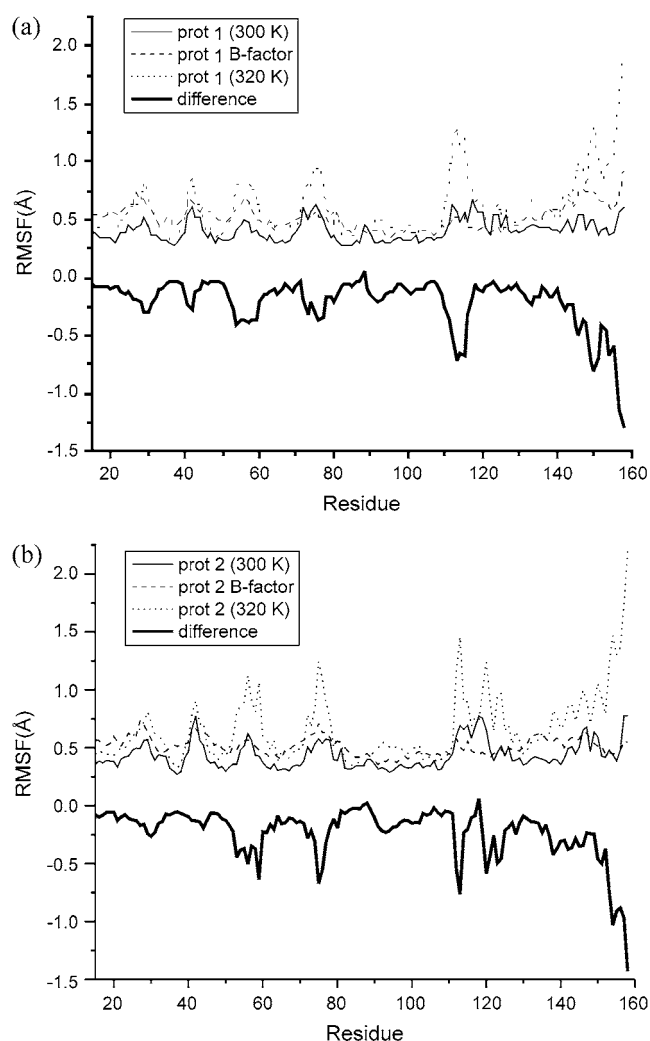 (a)
prot 1 (300 K)
prot 1 B-factor
prot 1 (320 K)
difference
2.0
1.5
1.0
0.5
0.0
-0.5
-1.0
-1.5
RMSF(Å)
20 40 60 80 100 120 140 160
Residue
(b)
prot 2 (300 K)
prot 2 B-factor
prot 2 (320 K)
difference
2.0
1.5
1.0
0.5
0.0
-0.5
-1.0
-1.5
RMSF(Å)
20 40 60 80 100 120 140 160
Residue